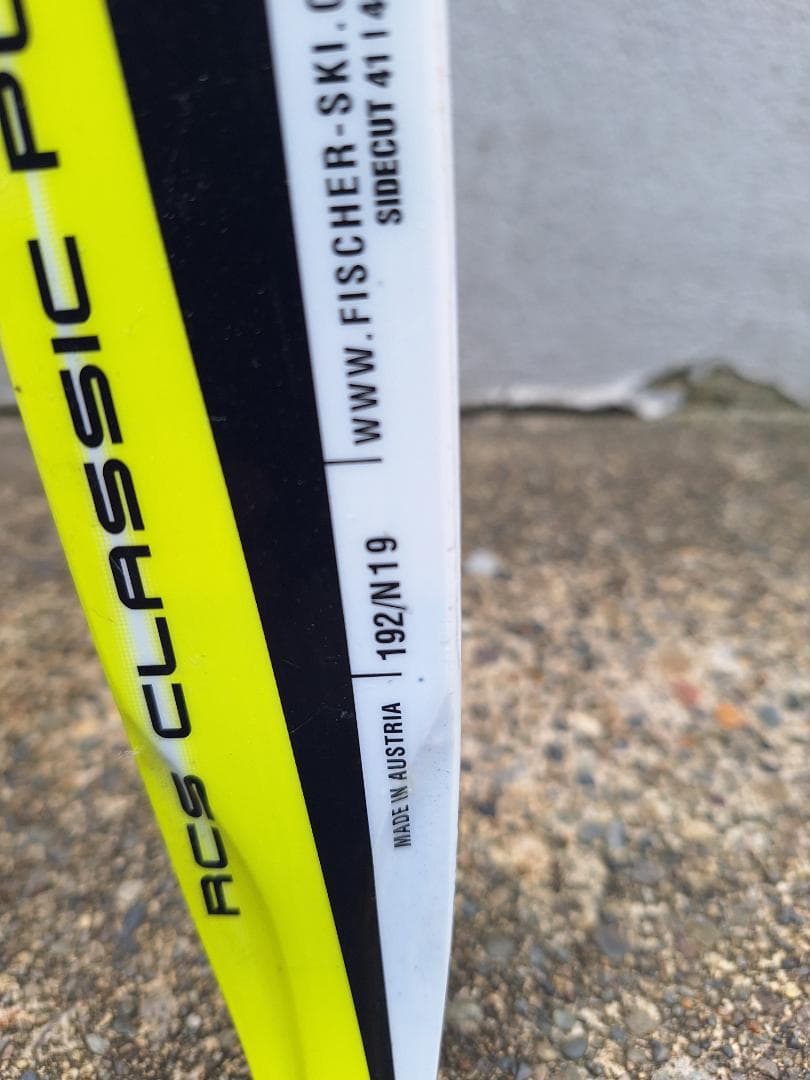 RCS CLASSIC
WWW.FISCHER-SKI.
SIDECUT 41 | 4
192/N19
MADE IN AUSTRIA